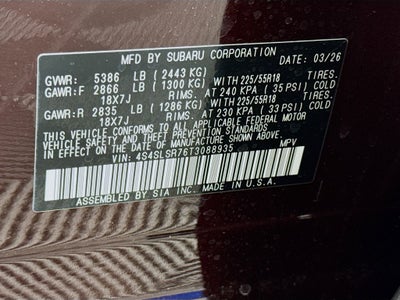 MFD BY SUBARU CORPORATION DATE: 03/26
GVWR: 5386 LB (2443 KG)
GAWR:F 2866 LB (1300 KG) WITH 225/55R18 TIRES.
18X7J RIMS. AT 240 KPA ( 35 PSI) COLD
GAWR:R 2835 LB (1286 KG) WITH 225/55R18 TIRES.
18X7J RIMS. AT 230 KPA ( 33 PSI) COLD
THIS VEHICLE CONFORMS TO ALL APPLICABLE FEDERAL MOTOR
VEHICLE SAFETY AND THEFT PREVENTION STANDARDS IN
EFFECT ON THE DATE OF MANUFACTURE SHOWN ABOVE.
VIN: 4S4SLSR76T3088935 MPV
ASSEMBLED BY SIA INC. MADE IN U.S.A.